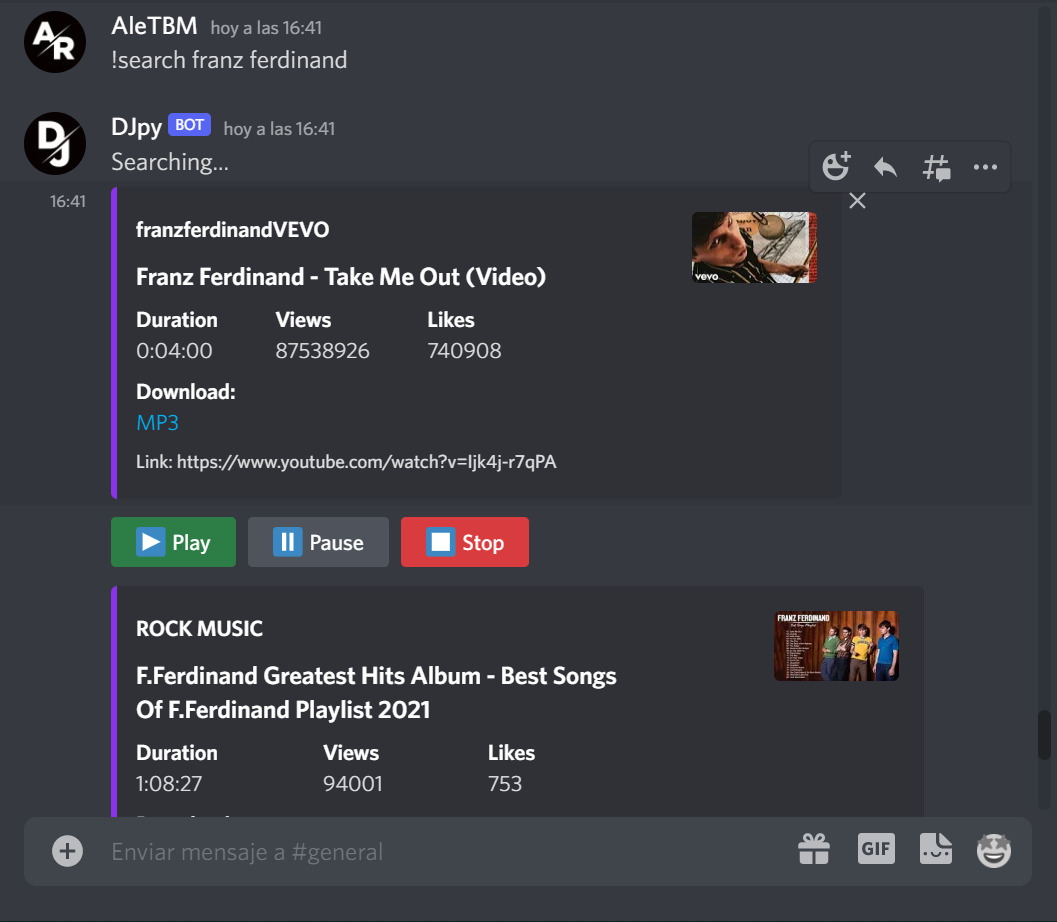 AR
AleTBM hoy a las 16:41
!search franz ferdinand
DJ
DJpy BOT hoy a las 16:41
Searching...
16:41
franzferdinandVEVO
vevo
Franz Ferdinand - Take Me Out (Video)
Duration Views Likes
0:04:00 87538926 740908
Download:
MP3
Link: https://www.youtube.com/watch?v=Ijk4j-r7qPA
Play Pause Stop
ROCK MUSIC
FRANZ FERDINAND
F.Ferdinand Greatest Hits Album - Best Songs
Of F.Ferdinand Playlist 2021
Duration Views Likes
1:08:27 94001 753
Enviar mensaje a #general
GIF